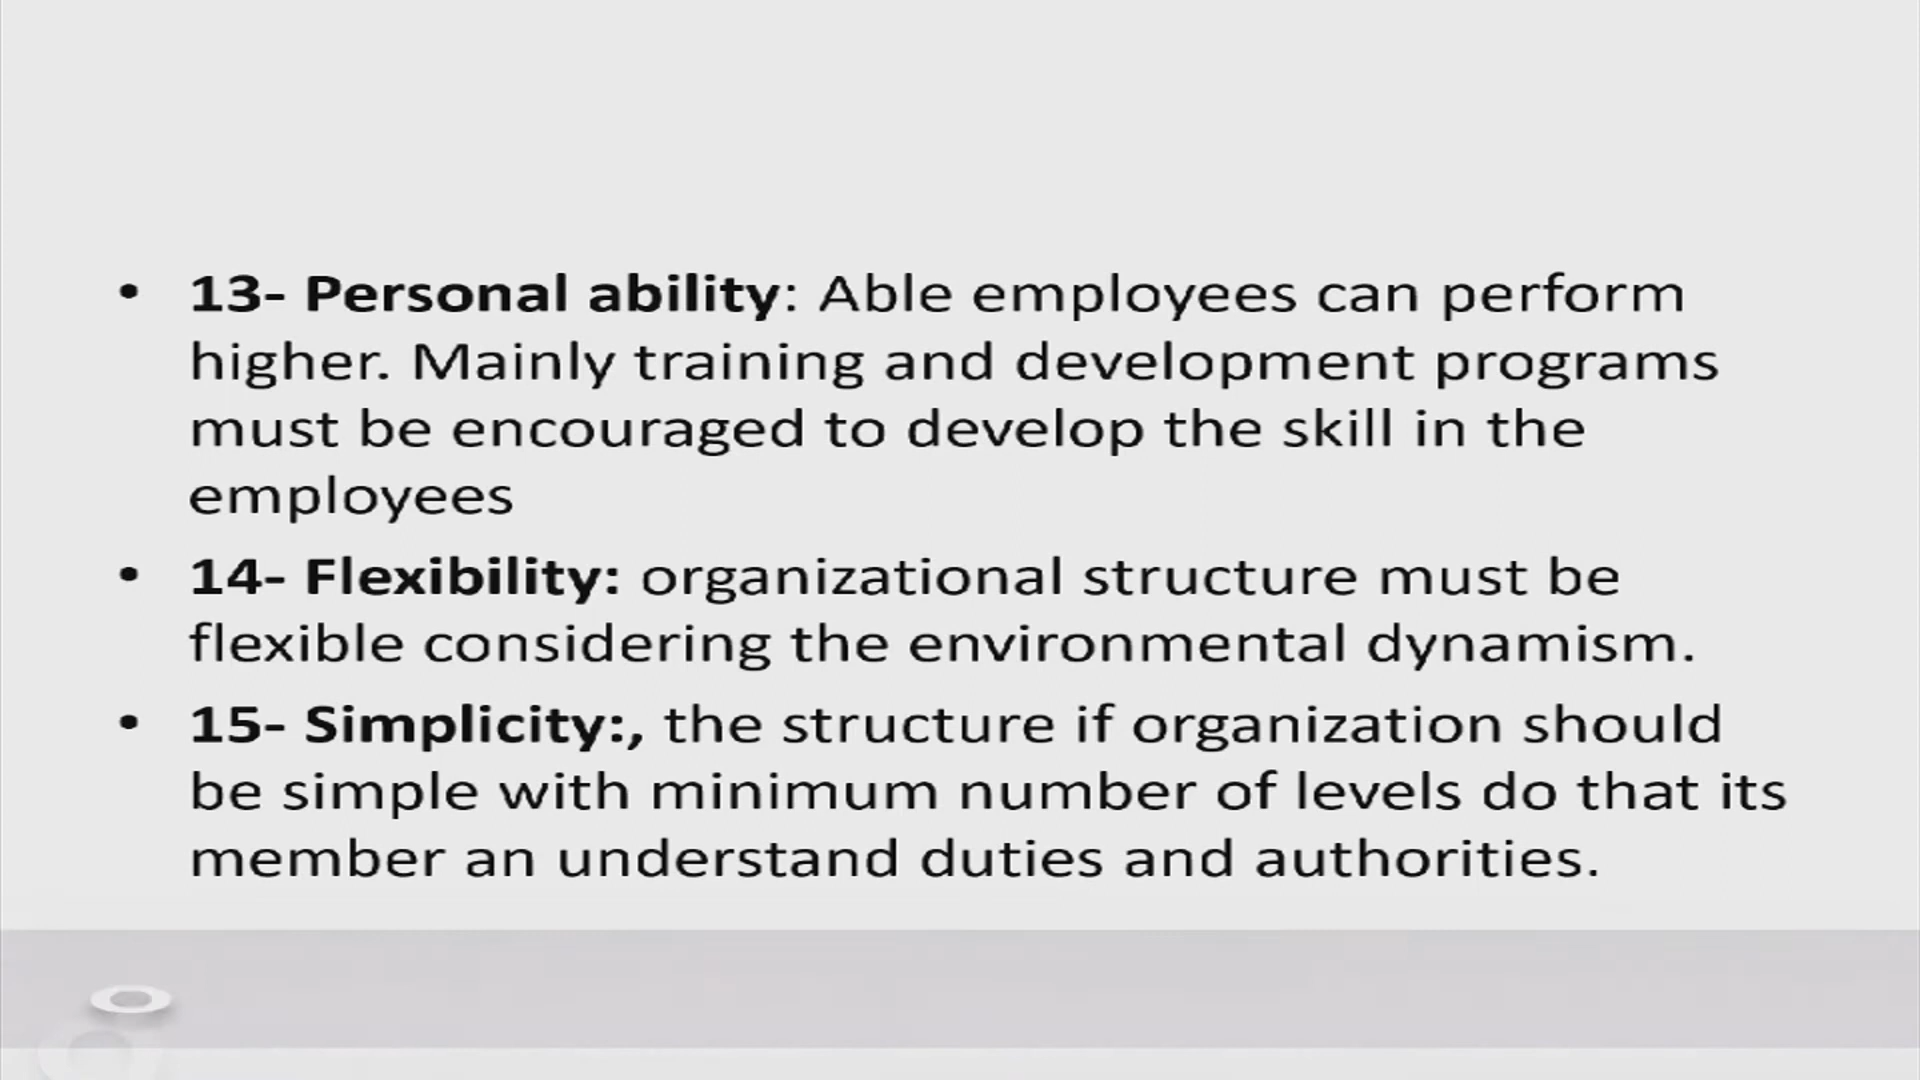 • 13- Personal ability: Able employees can perform
higher. Mainly training and development programs
must be encouraged to develop the skill in the
employees
• 14- Flexibility: organizational structure must be
flexible considering the environmental dynamism.
• 15- Simplicity:, the structure if organization should
be simple with minimum number of levels do that its
member an understand duties and authorities.